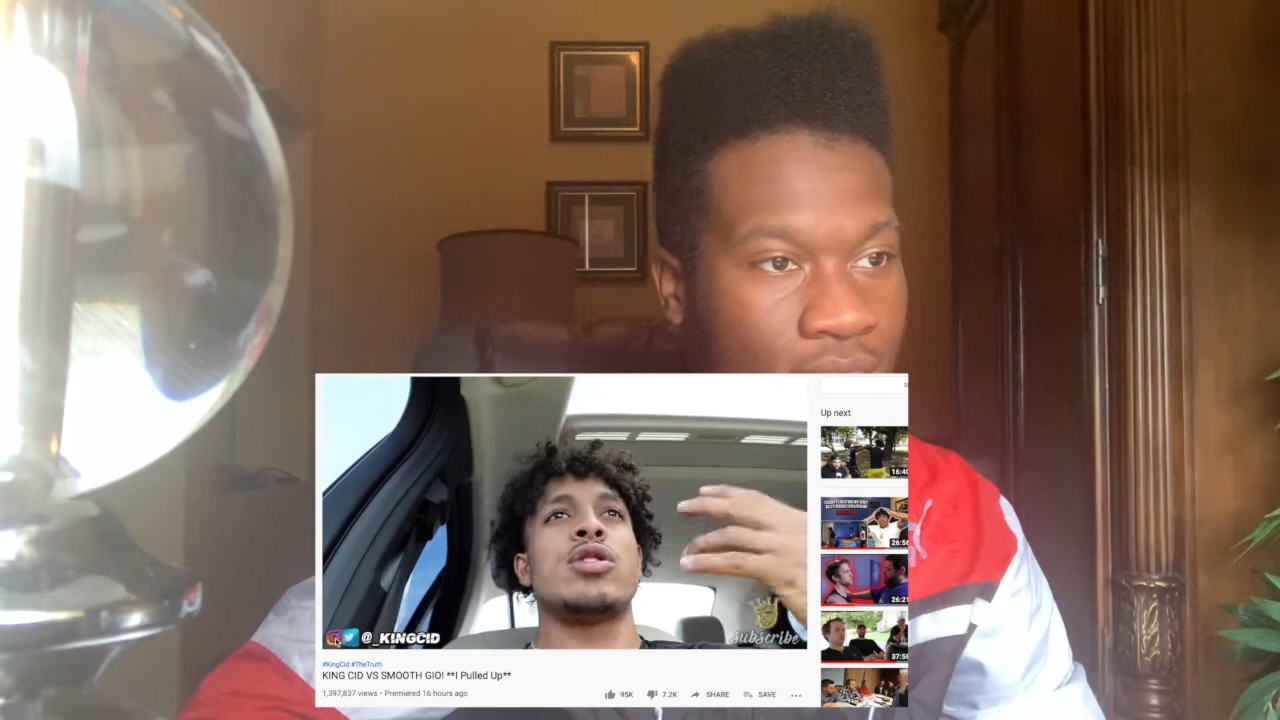 Up next
16:40
26:56
26:21
37:58
@_KINGCID
Subscribe
#KingCid #TheTruth
KING CID VS SMOOTH GIO! **I Pulled Up**
1,397,837 views • Premiered 16 hours ago
95K
7.2K
SHARE
SAVE